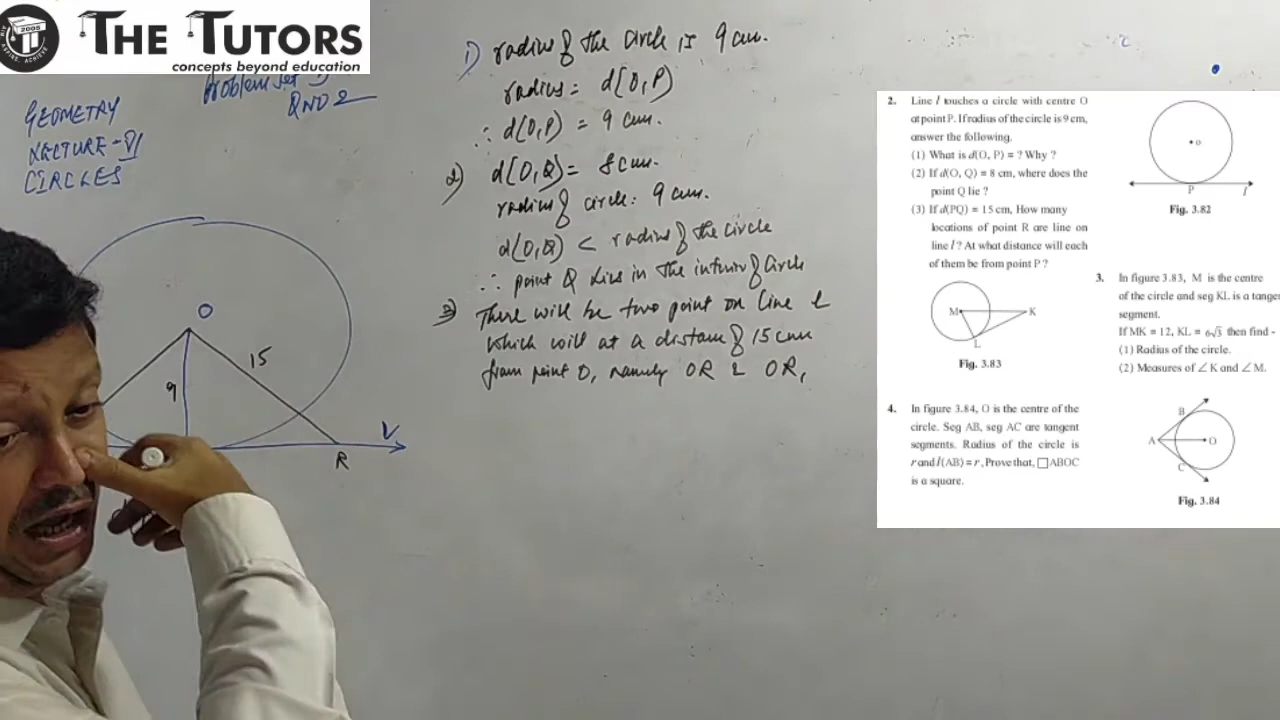 2005
THE TUTORS
concepts beyond education
Problem set
QNO 2
GEOMETRY
LECTURE - VI
CIRCLES
O
15
9
R
1) radius of the circle is 9 cm.
radius = d(O,P)
∴ d(O,P) = 9 cm.
2) d(O,Q) = 8 cm.
radius of circle: 9 cm.
d(O,Q) < radius of the circle
∴ point Q lies in the interior of circle
3) There will be two point on line l
which will at a distance of 15 cm
from point O, namely OR & OR,
2. Line l touches a circle with centre O
at point P. If radius of the circle is 9 cm,
answer the following.
(1) What is d(O, P) = ? Why ?
(2) If d(O, Q) = 8 cm, where does the
point Q lie ?
(3) If d(PQ) = 15 cm, How many
locations of point R are line on
line l ? At what distance will each
of them be from point P ?
O
P
l
Fig. 3.82
M
K
L
Fig. 3.83
3. In figure 3.83, M is the centre
of the circle and seg KL is a tange
segment.
If MK = 12, KL = 6√3 then find -
(1) Radius of the circle.
(2) Measures of ∠K and ∠M.
4. In figure 3.84, O is the centre of the
circle. Seg AB, seg AC are tangent
segments. Radius of the circle is
r and l(AB) = r, Prove that, □ABOC
is a square.
B
A
O
C
Fig. 3.84